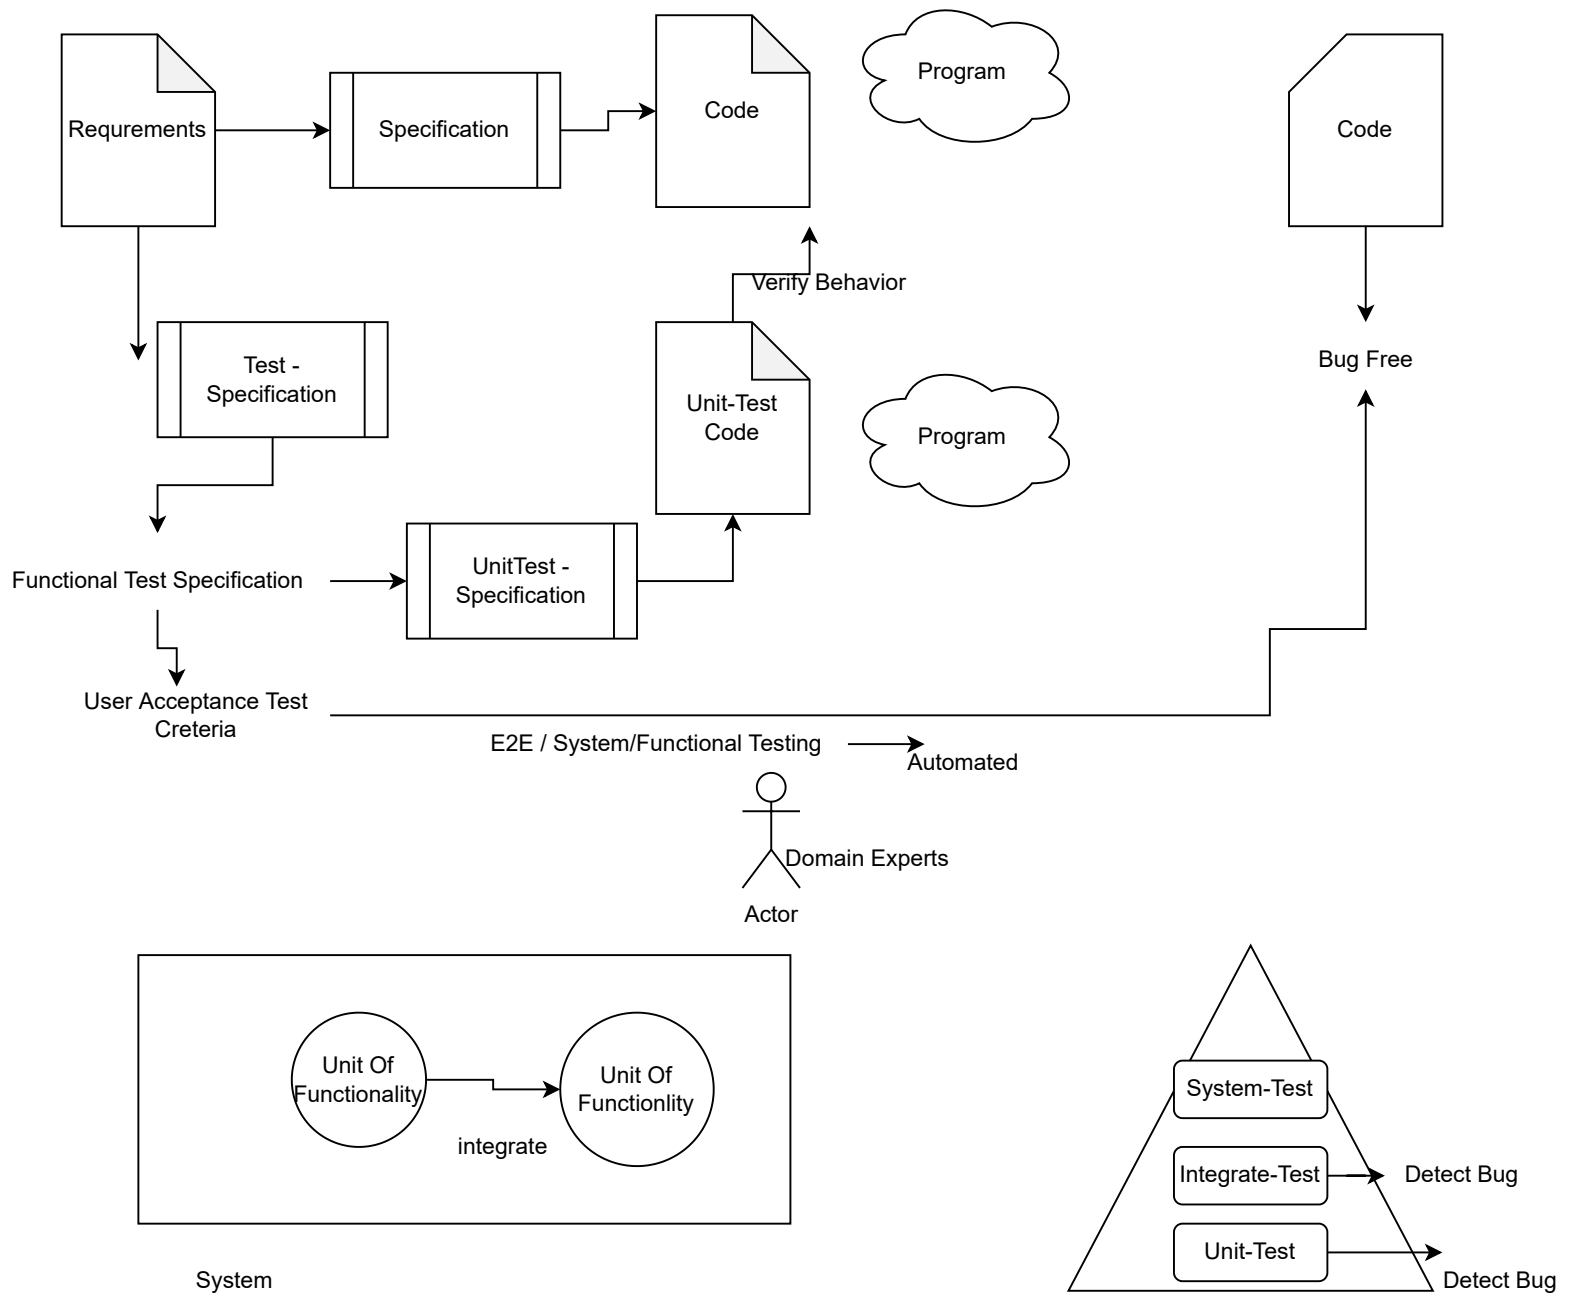 Program
Code
Requrements
Specification
Code
Verify Behavior
Bug Free
Test -
Specification
Unit-Test
Code
Program
UnitTest -
Specification
Functional Test Specification
User Acceptance Test
Creteria
E2E / System/Functional Testing
Automated
Domain Experts
Actor
Unit Of
Functionality
Unit Of
Functionlity
integrate
System
System-Test
Integrate-Test
Detect Bug
Unit-Test
Detect Bug